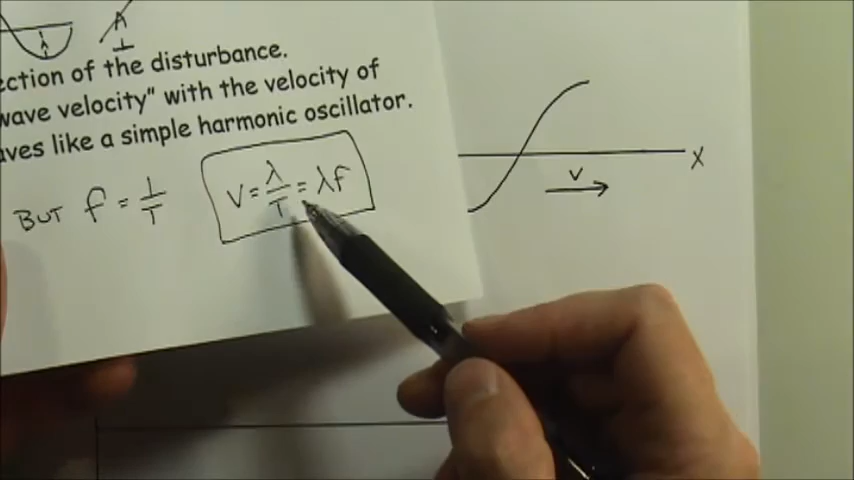 λ
A
ection of the disturbance.
wave velocity" with the velocity of
aves like a simple harmonic oscillator.
BUT f = 1/T
V = λ/T = λf
X
v